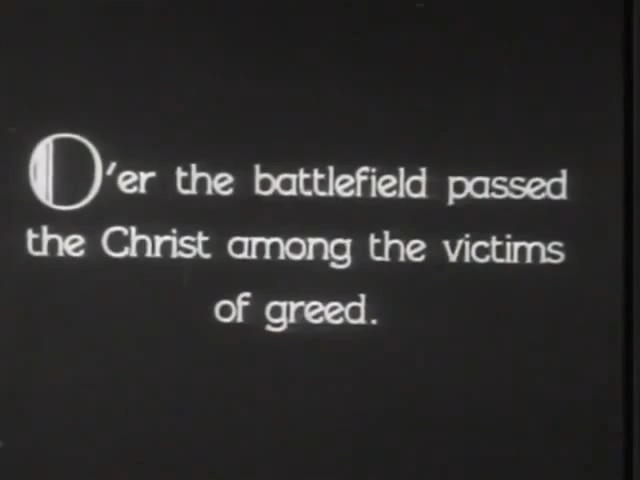 O'er the battlefield passed
the Christ among the victims
of greed.